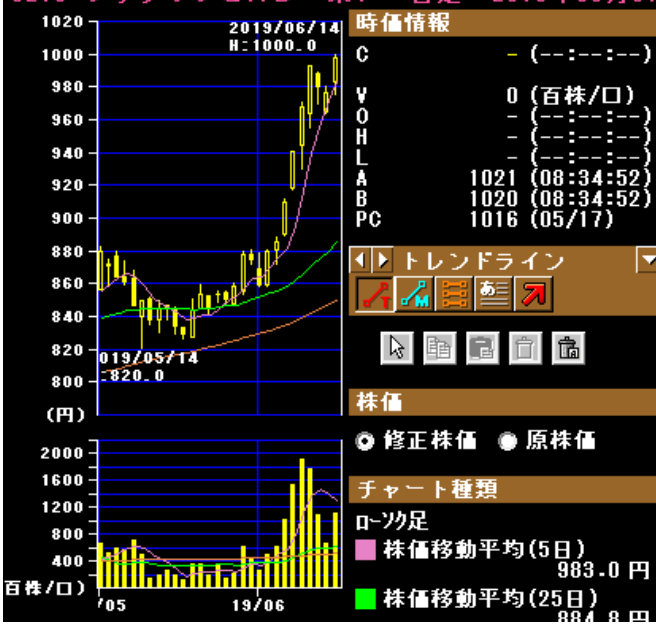 1020
1000
980
960
940
920
900
880
860
840
820
800
(円)
2019/06/14
H:1000.0
019/05/14
:820.0
2000
1600
1200
800
400
百株/口)
'05
19/06
時価情報
C - (--:--:--)
V 0 (百株/口)
O - (--:--:--)
H - (--:--:--)
L - (--:--:--)
A 1021 (08:34:52)
B 1020 (08:34:52)
PC 1016 (05/17)
トレンドライン
T
M
あ
株価
修正株価
原株価
チャート種類
ローソク足
株価移動平均(5日)
983.0 円
株価移動平均(25日)
884.8 円